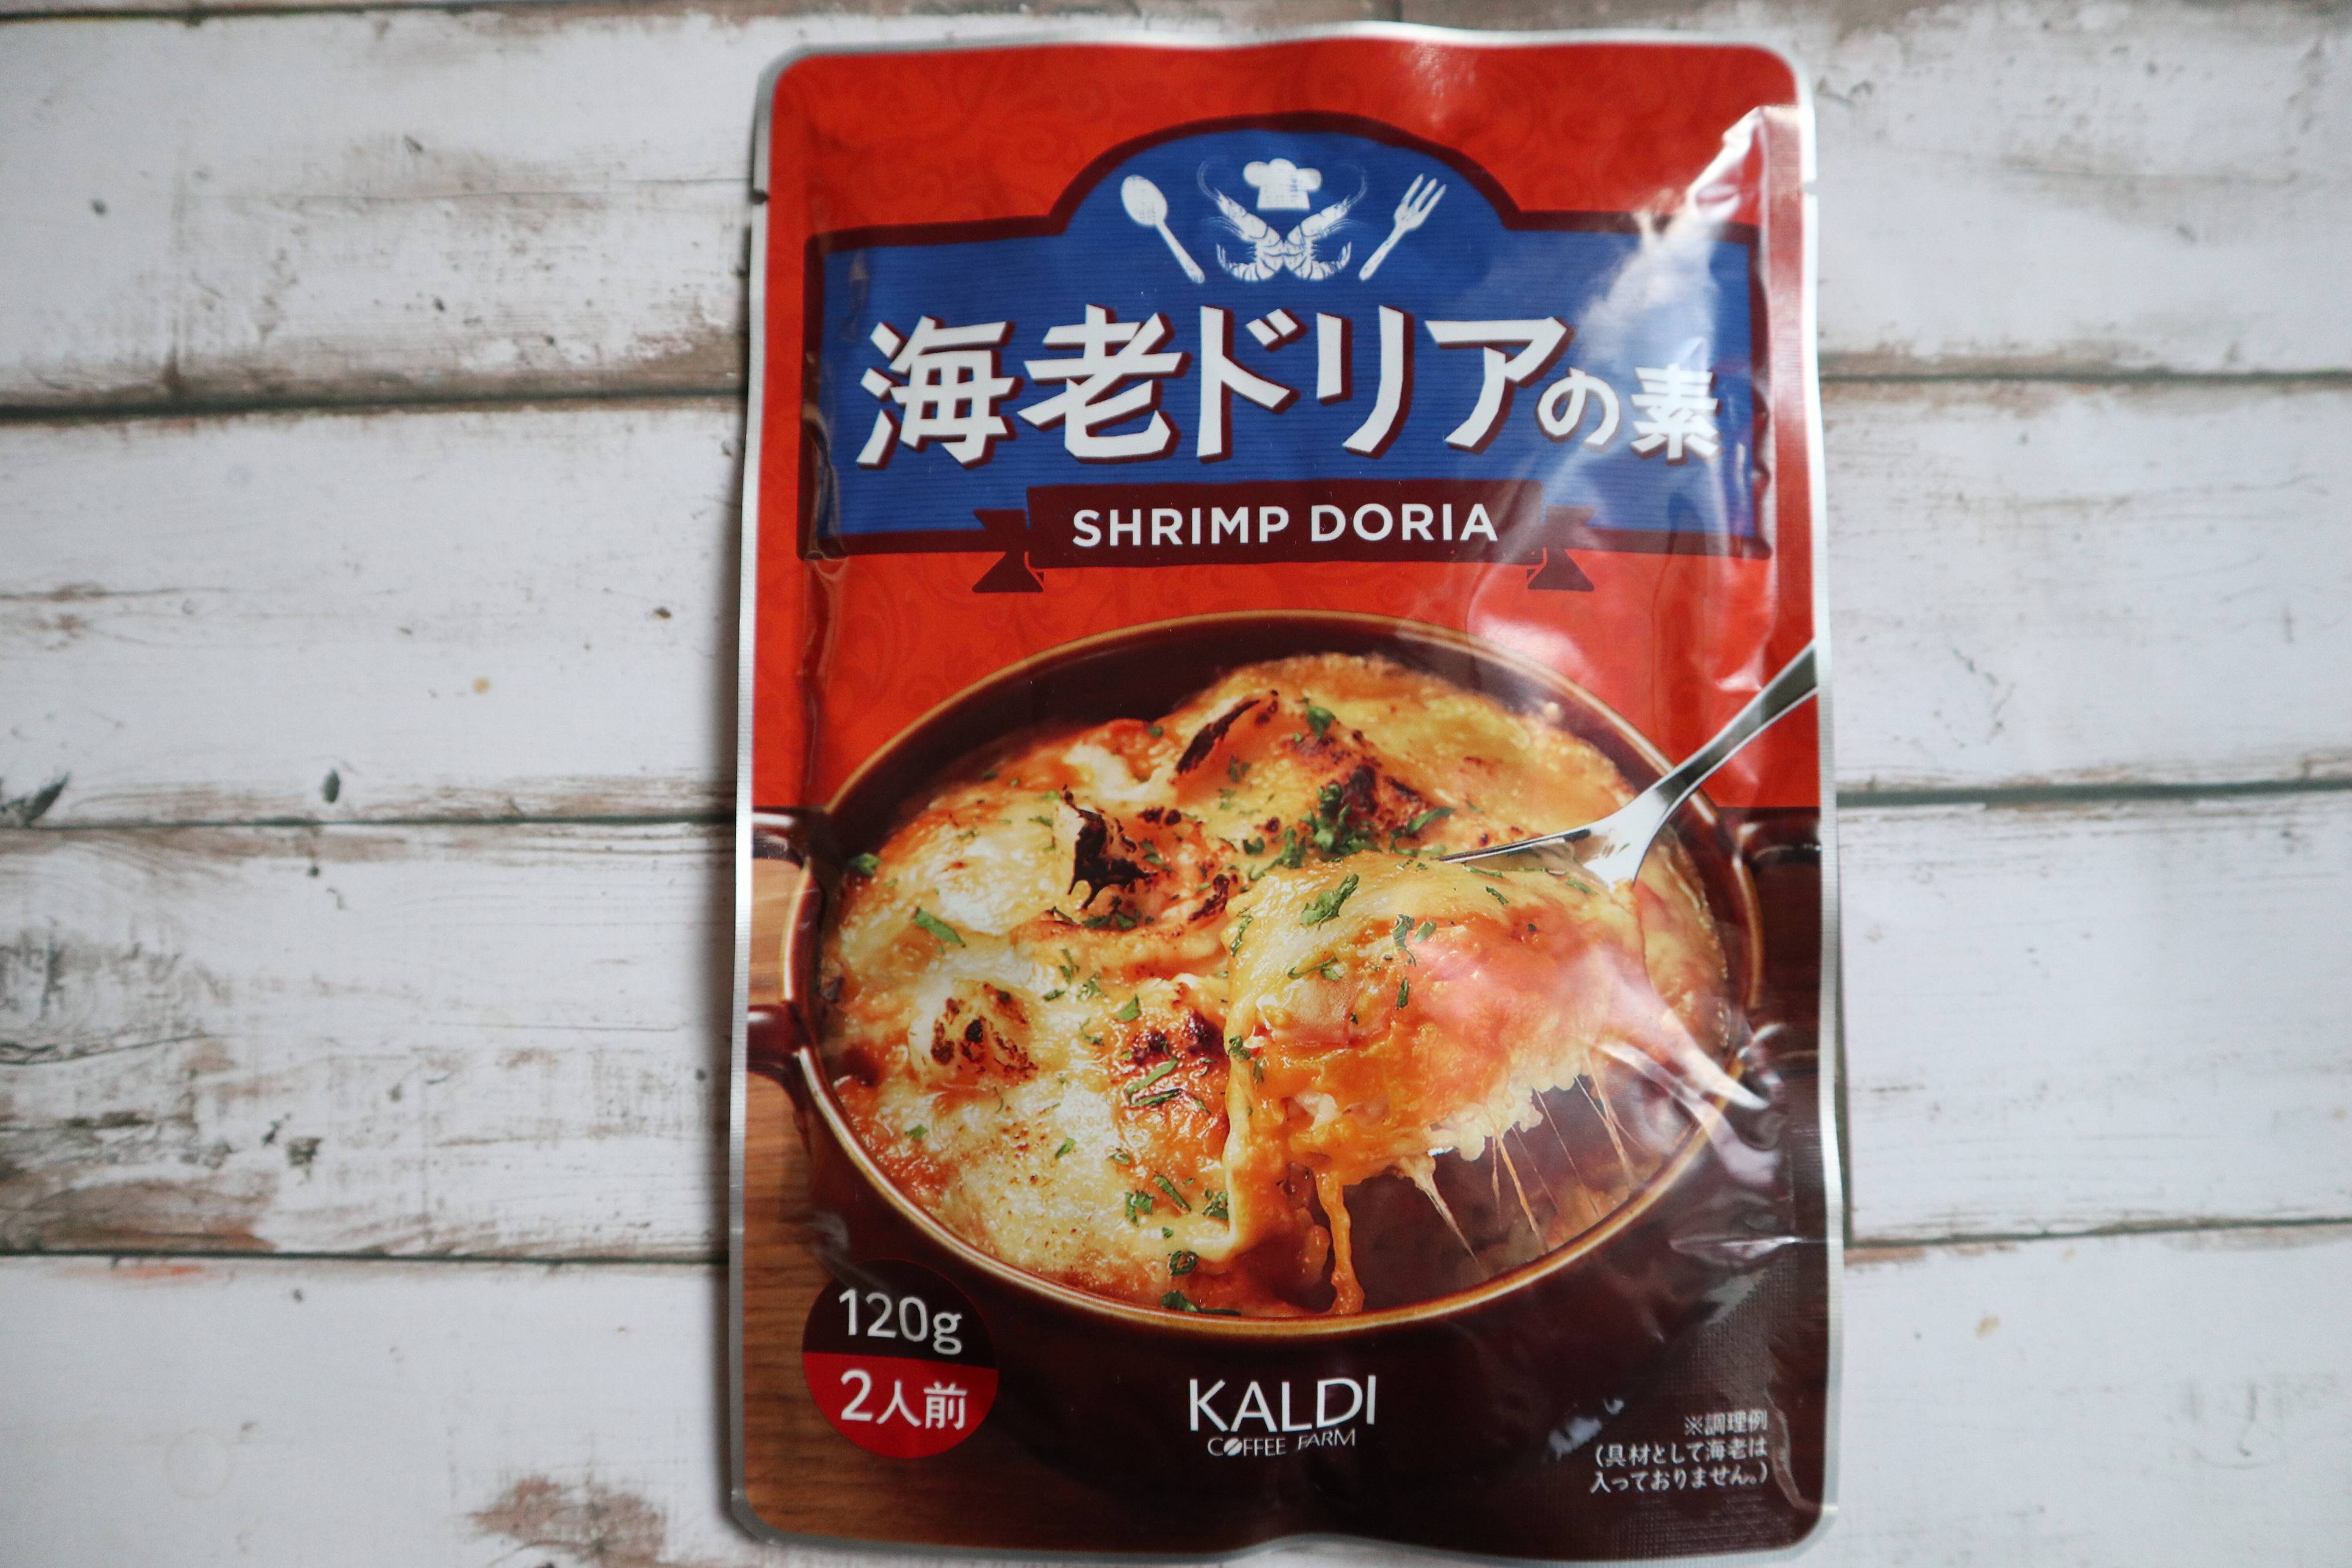 海老ドリアの素
SHRIMP DORIA
120g
2人前
KALDI
COFFEE FARM
※調理例
(具材として海老は
入っておりません。)